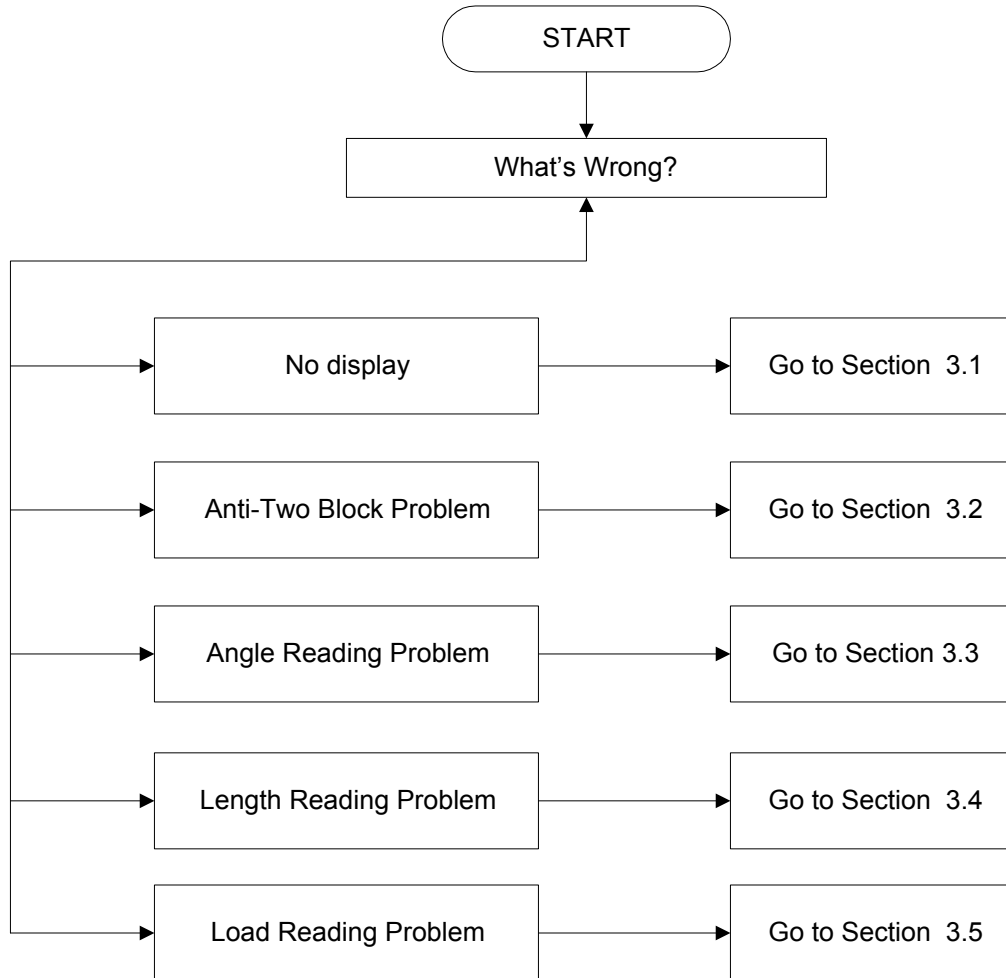 START
What’s Wrong?
No display
Go to Section 3.1
Anti-Two Block Problem
Go to Section 3.2
Angle Reading Problem
Go to Section 3.3
Length Reading Problem
Go to Section 3.4
Load Reading Problem
Go to Section 3.5